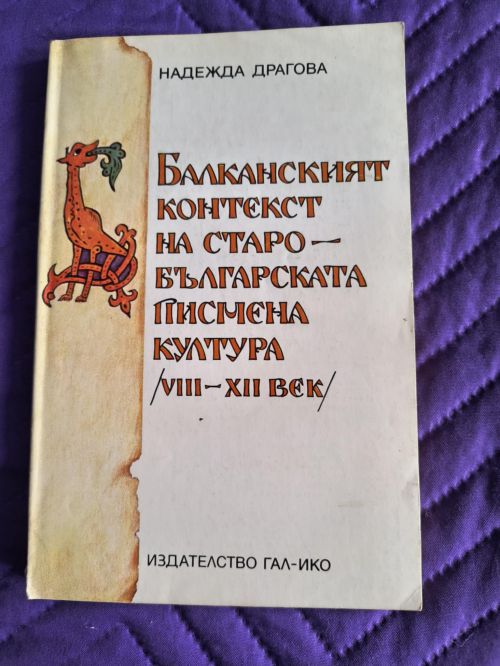 НАДЕЖДА ДРАГОВА
БАЛКАНСКИЯТ
КОНТЕКСТ
НА СТАРО-
БЪЛГАРСКАТА
ПИСМЕНА
КУЛТУРА
/VIII-XII ВЕК/
ИЗДАТЕЛСТВО ГАЛ-ИКО